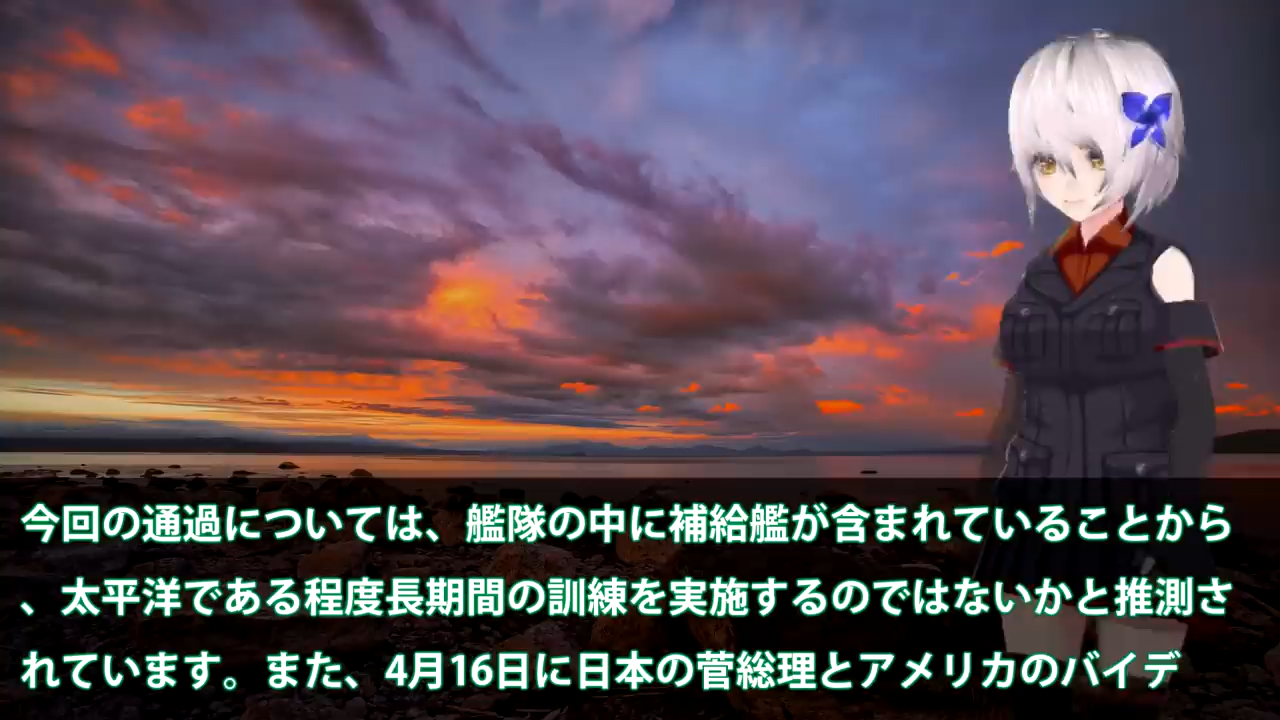 今回の通過については、艦隊の中に補給艦が含まれていることから
、太平洋である程度長期間の訓練を実施するのではないかと推測さ
れています。また、4月16日に日本の菅総理とアメリカのバイデ